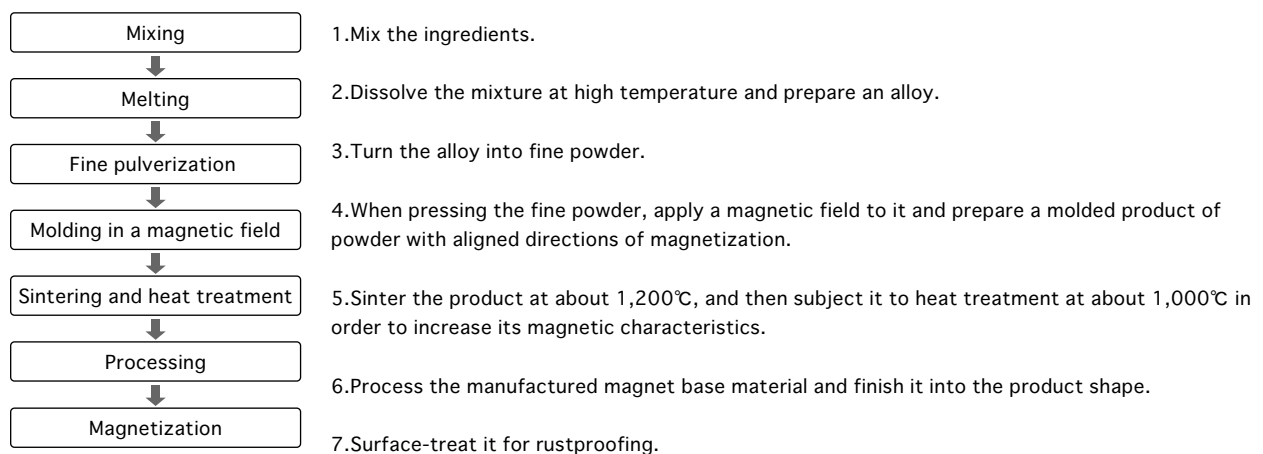 Mixing
1.Mix the ingredients.
Melting
2.Dissolve the mixture at high temperature and prepare an alloy.
Fine pulverization
3.Turn the alloy into fine powder.
Molding in a magnetic field
4.When pressing the fine powder, apply a magnetic field to it and prepare a molded product of
powder with aligned directions of magnetization.
Sintering and heat treatment
5.Sinter the product at about 1,200℃, and then subject it to heat treatment at about 1,000℃ in
order to increase its magnetic characteristics.
Processing
6.Process the manufactured magnet base material and finish it into the product shape.
Magnetization
7.Surface-treat it for rustproofing.